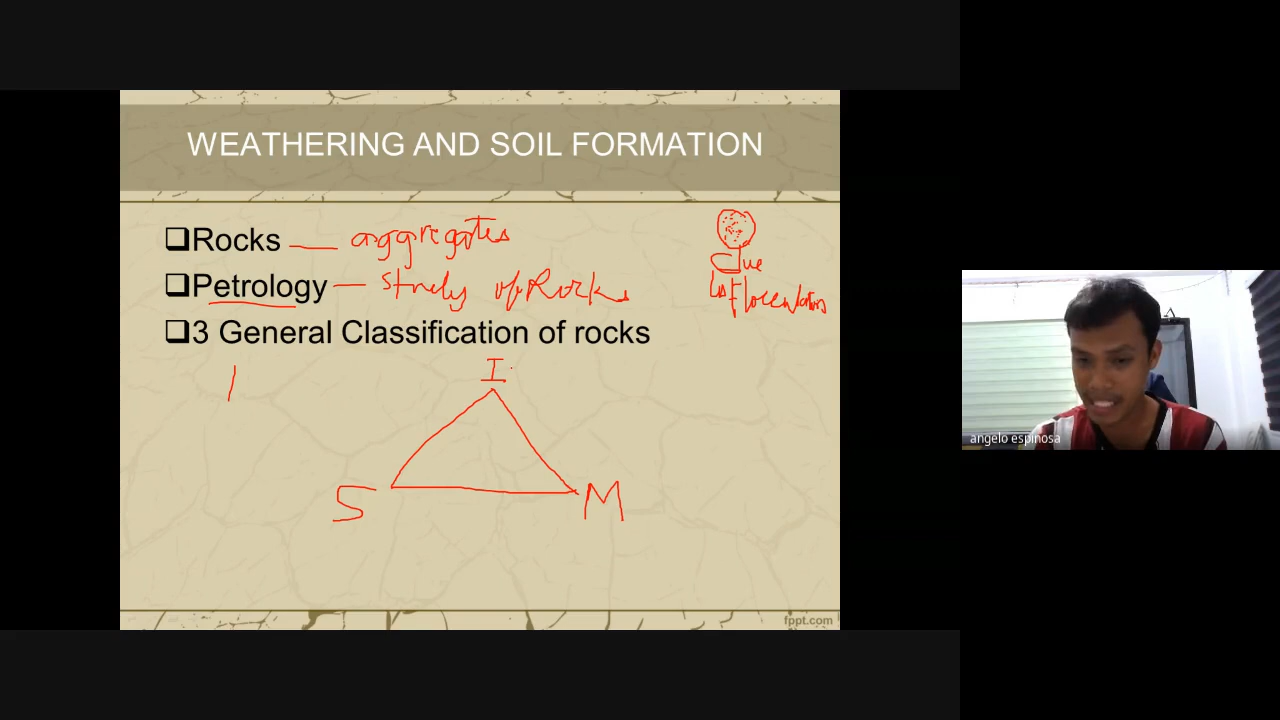 WEATHERING AND SOIL FORMATION
Rocks — aggregates
Petrology — study of Rocks
3 General Classification of rocks
I
S M
fppt.com
angelo espinosa